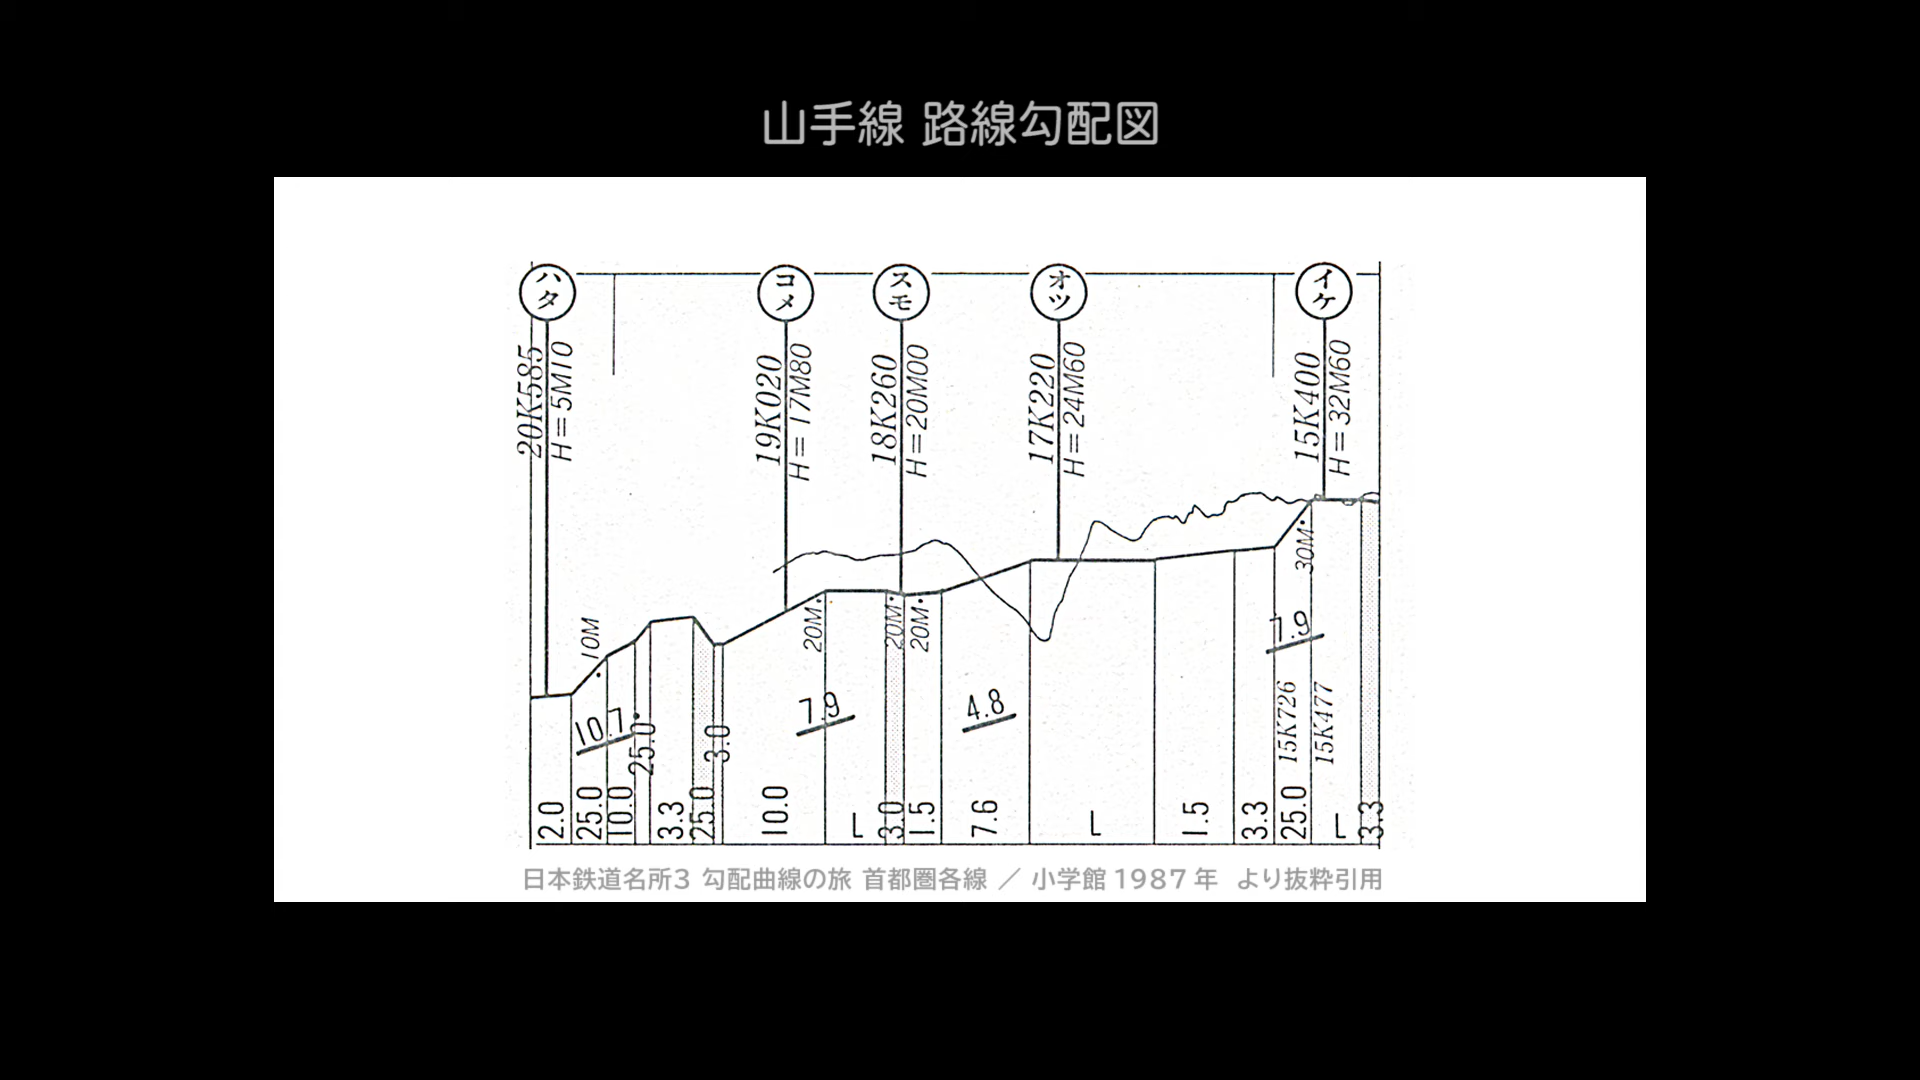 山手線 路線勾配図
ハタ
コメ
スモ
オツ
イケ
20K585
H=5M10
19K020
H=17M80
18K260
H=20M00
17K220
H=24M60
15K400
H=32M60
10M
20M
20M
20M
30M
10.7
7.9
4.8
7.9
15K726
15K477
2.0
25.0
10.0
25.0
3.3
25.0
3.0
10.0
L
3.0
1.5
7.6
L
1.5
3.3
25.0
L
3.3
日本鉄道名所3 勾配曲線の旅 首都圏各線 ／ 小学館 1987 年 より抜粋引用